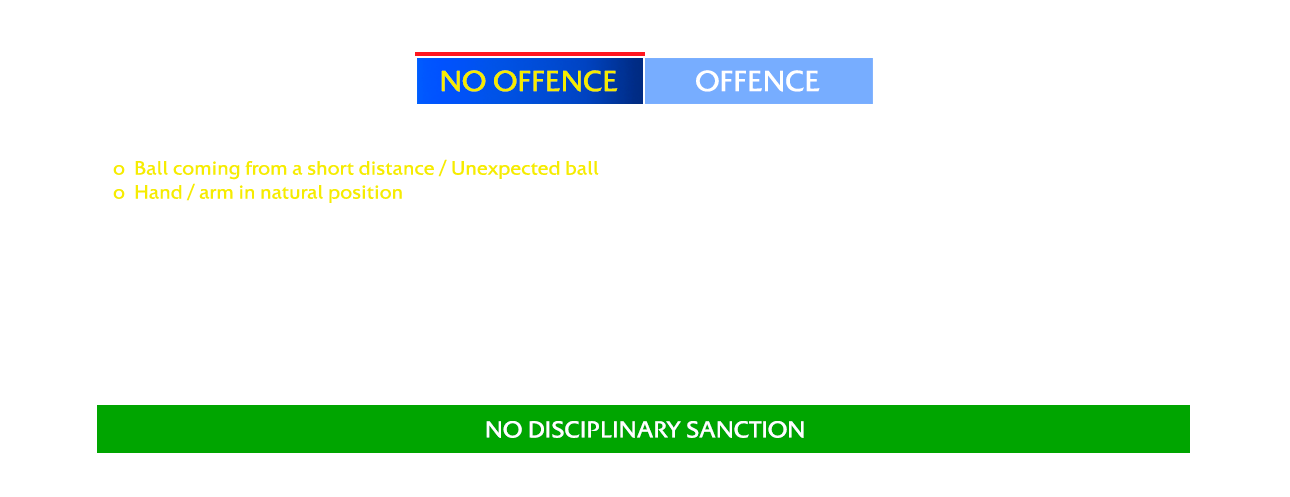 NO OFFENCE
OFFENCE
o Ball coming from a short distance / Unexpected ball
o Hand / arm in natural position
NO DISCIPLINARY SANCTION